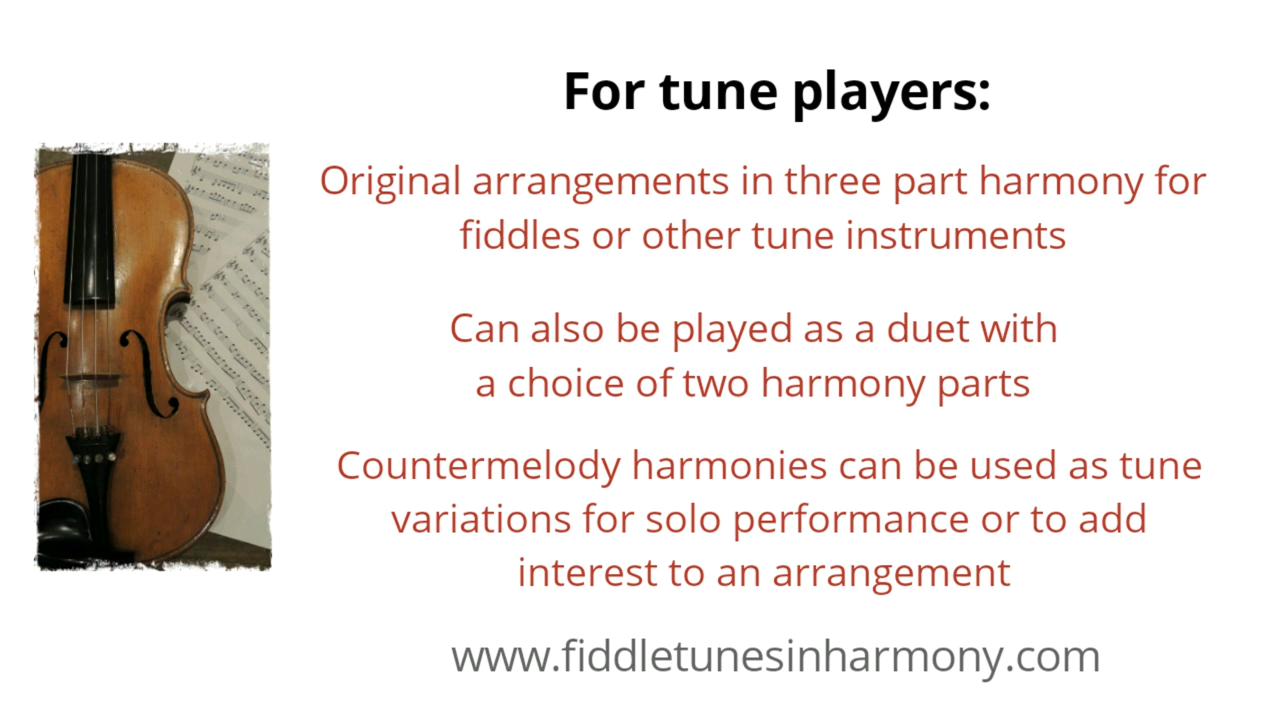 For tune players:
Original arrangements in three part harmony for
fiddles or other tune instruments
Can also be played as a duet with
a choice of two harmony parts
Countermelody harmonies can be used as tune
variations for solo performance or to add
interest to an arrangement
www.fiddletunesinharmony.com